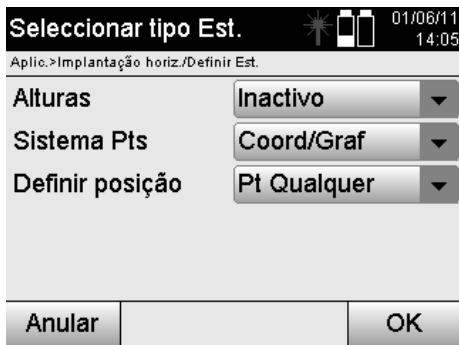 Seleccionar tipo Est.
01/06/11
14:05
Aplic.>Implantação horiz./Definir Est.
Alturas Inactivo
Sistema Pts Coord/Graf
Definir posição Pt Qualquer
Anular OK